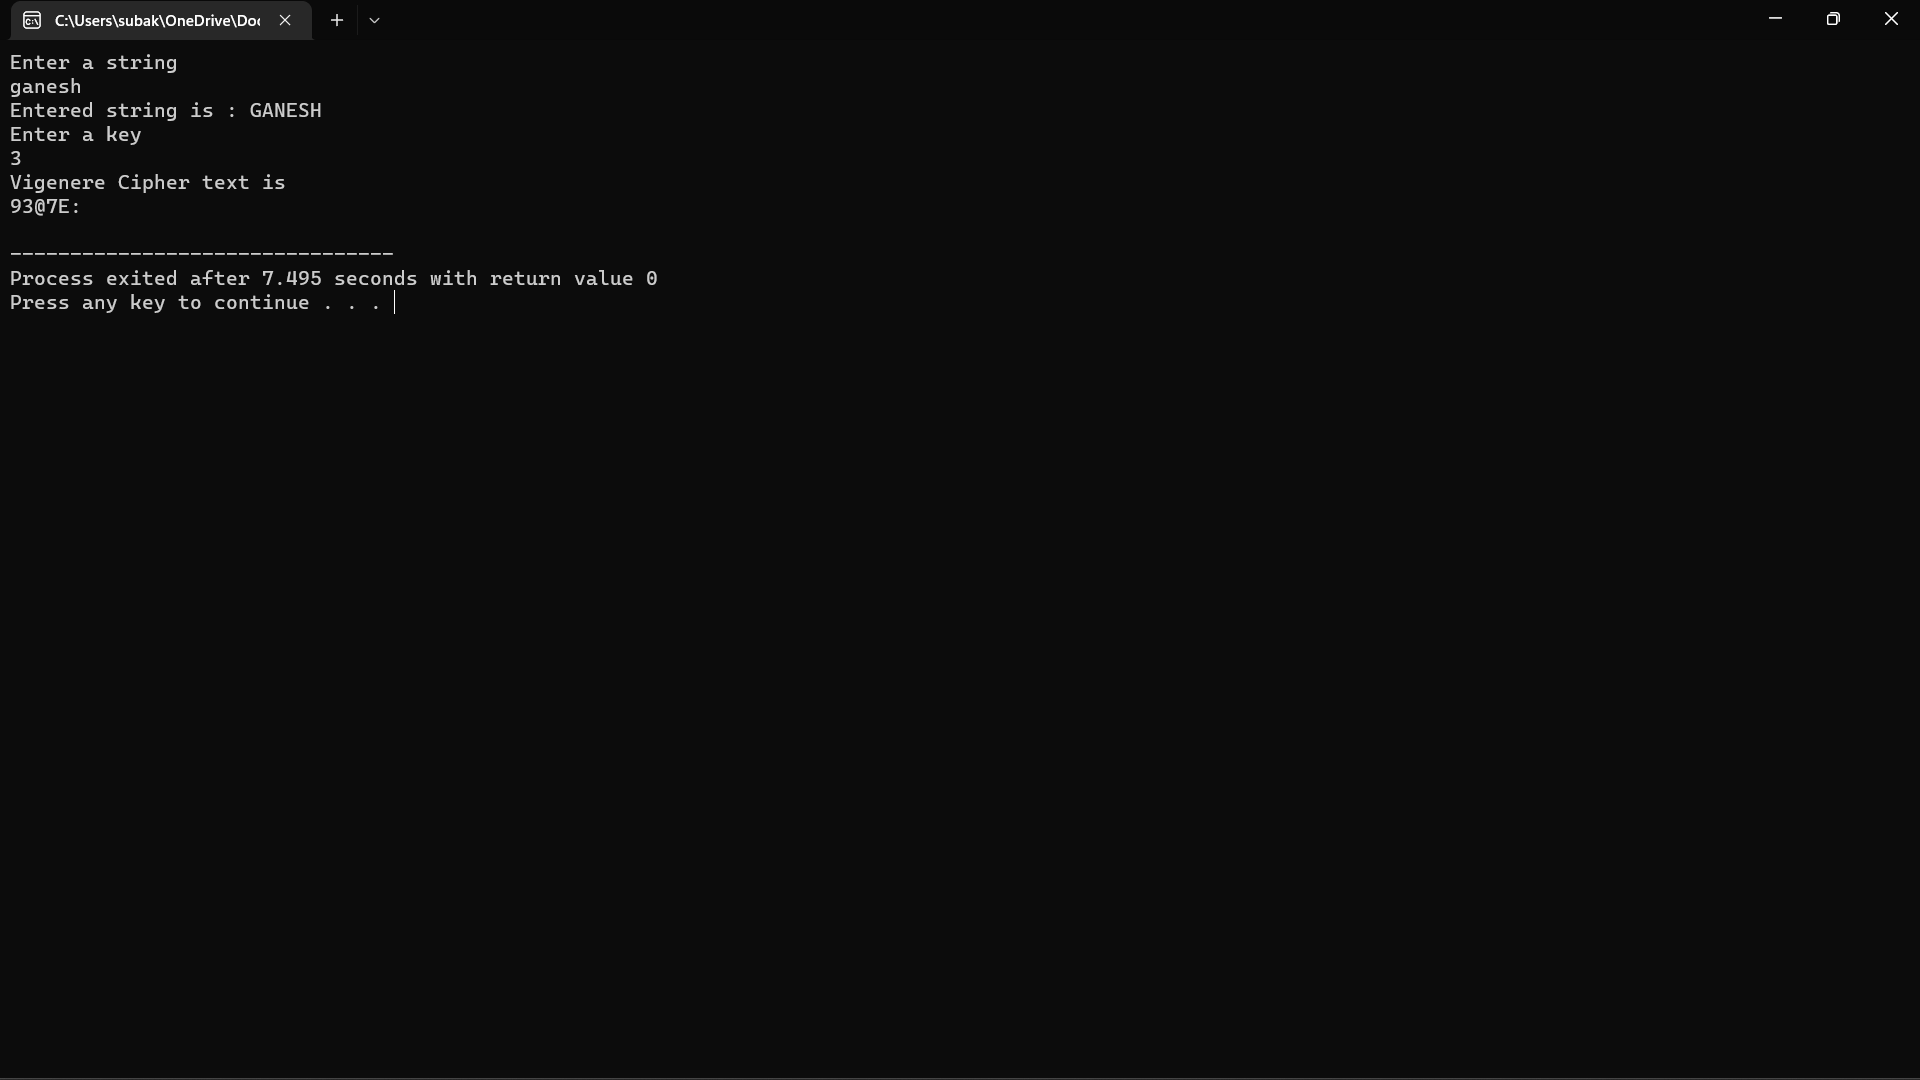 C:\Users\subak\OneDrive\Doc
Enter a string
ganesh
Entered string is : GANESH
Enter a key
3
Vigenere Cipher text is
93@7E:
--------------------------------
Process exited after 7.495 seconds with return value 0
Press any key to continue . . .